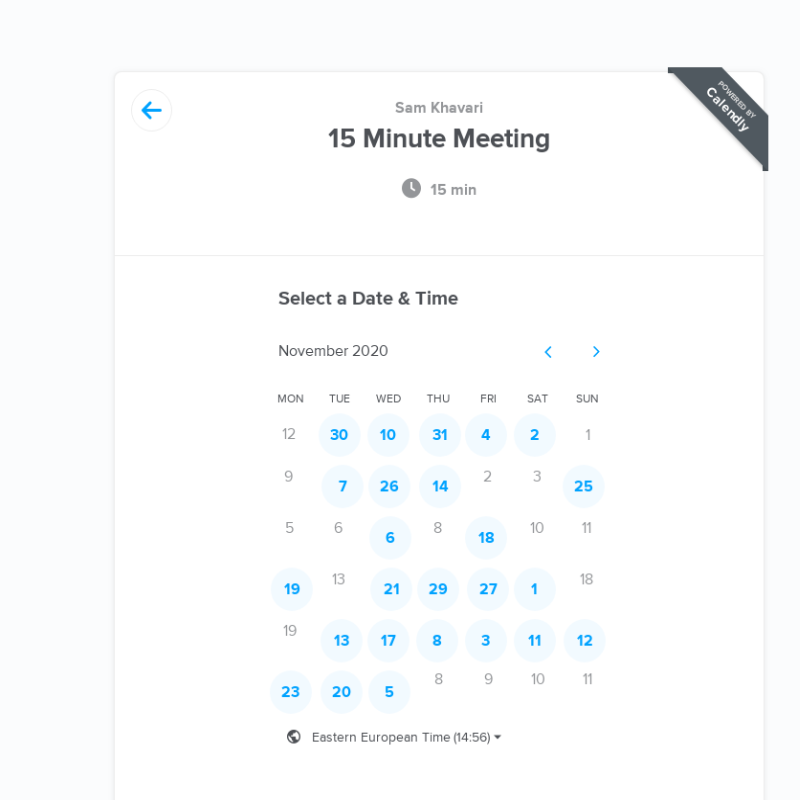 Sam Khavari
POWERED BY
Calendly
15 Minute Meeting
15 min
Select a Date & Time
November 2020
MON TUE WED THU FRI SAT SUN
12 30 10 31 4 2 1
9 7 26 14 2 3 25
5 6 6 8 18 10 11
19 13 21 29 27 1 18
19 13 17 8 3 11 12
23 20 5 8 9 10 11
Eastern European Time (14:56)